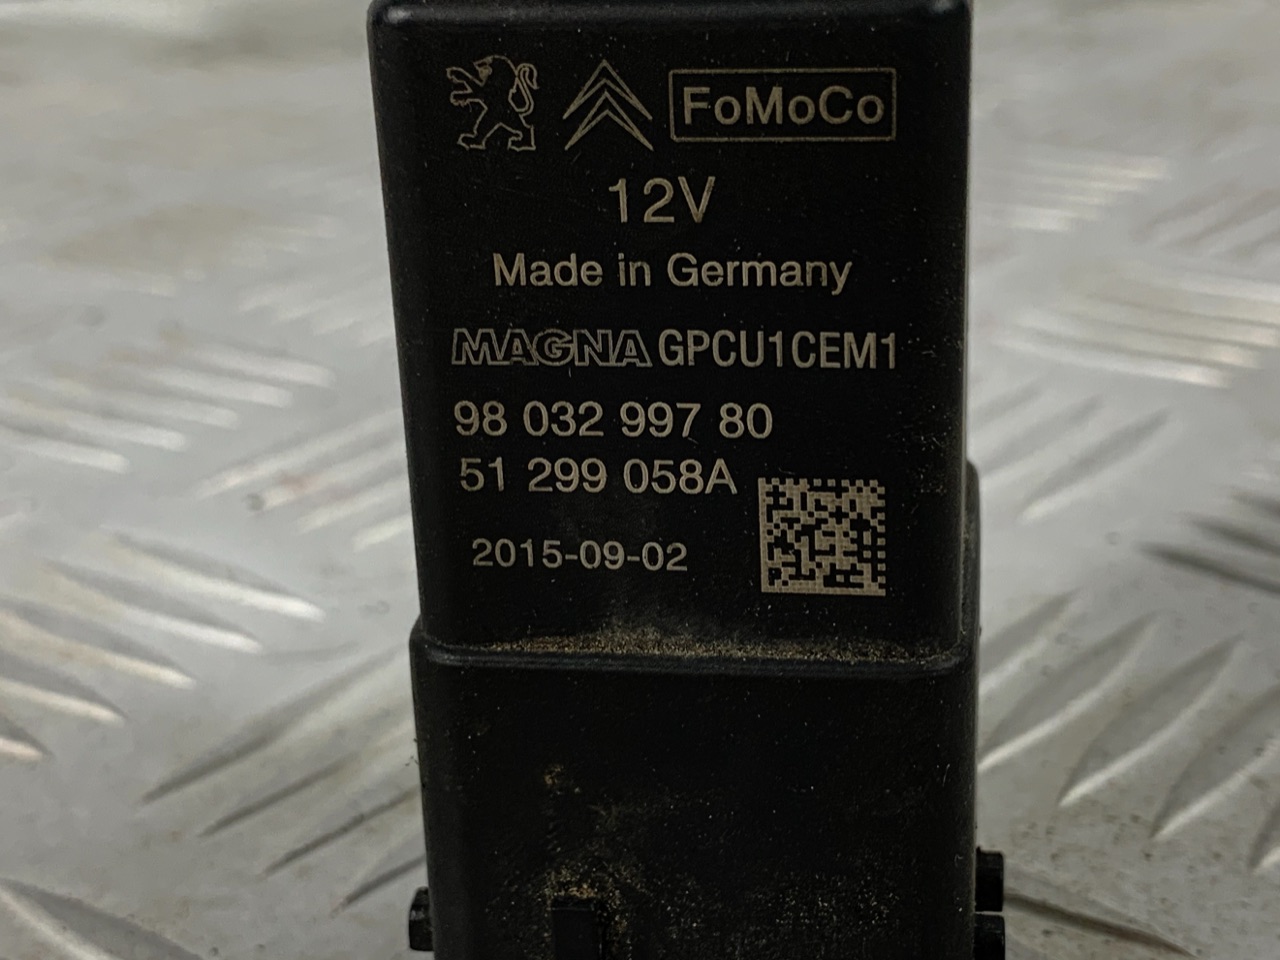 FoMoCo
12V
Made in Germany
MAGNA GPCU1CEM1
98 032 997 80
51 299 058A
2015-09-02